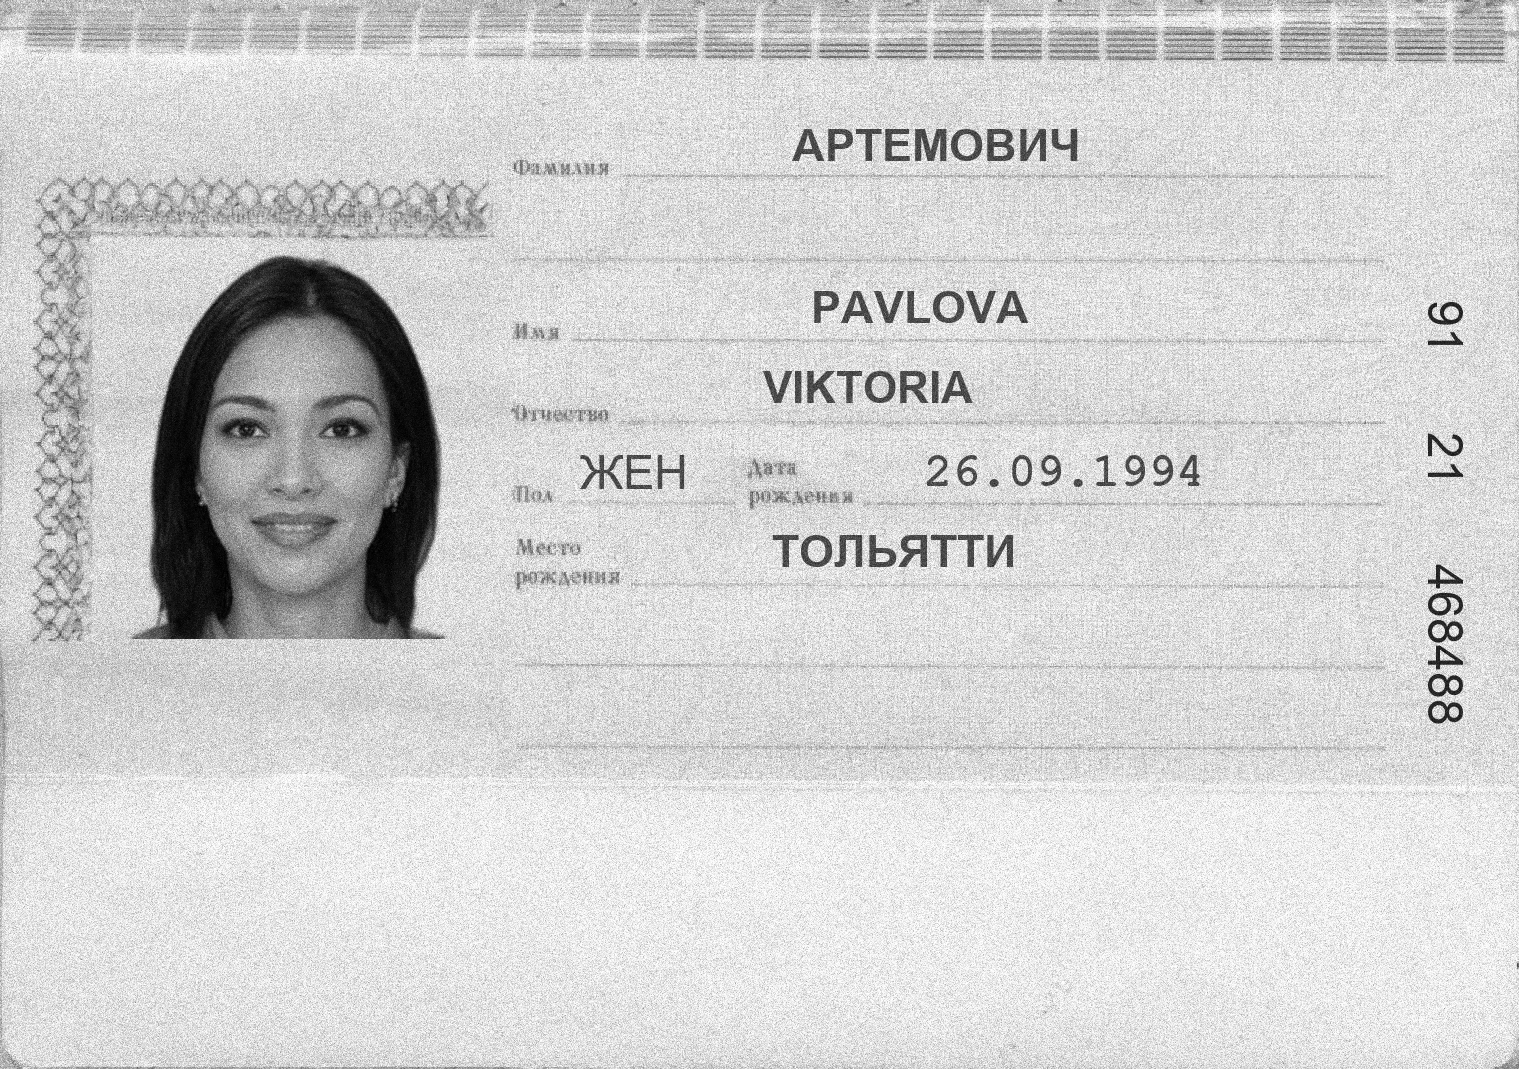 Фамилия АРТЕМОВИЧ
Имя PAVLOVA
Отчество VIKTORIA
Пол ЖЕН Дата рождения 26.09.1994
Место рождения ТОЛЬЯТТИ
91 21 468488